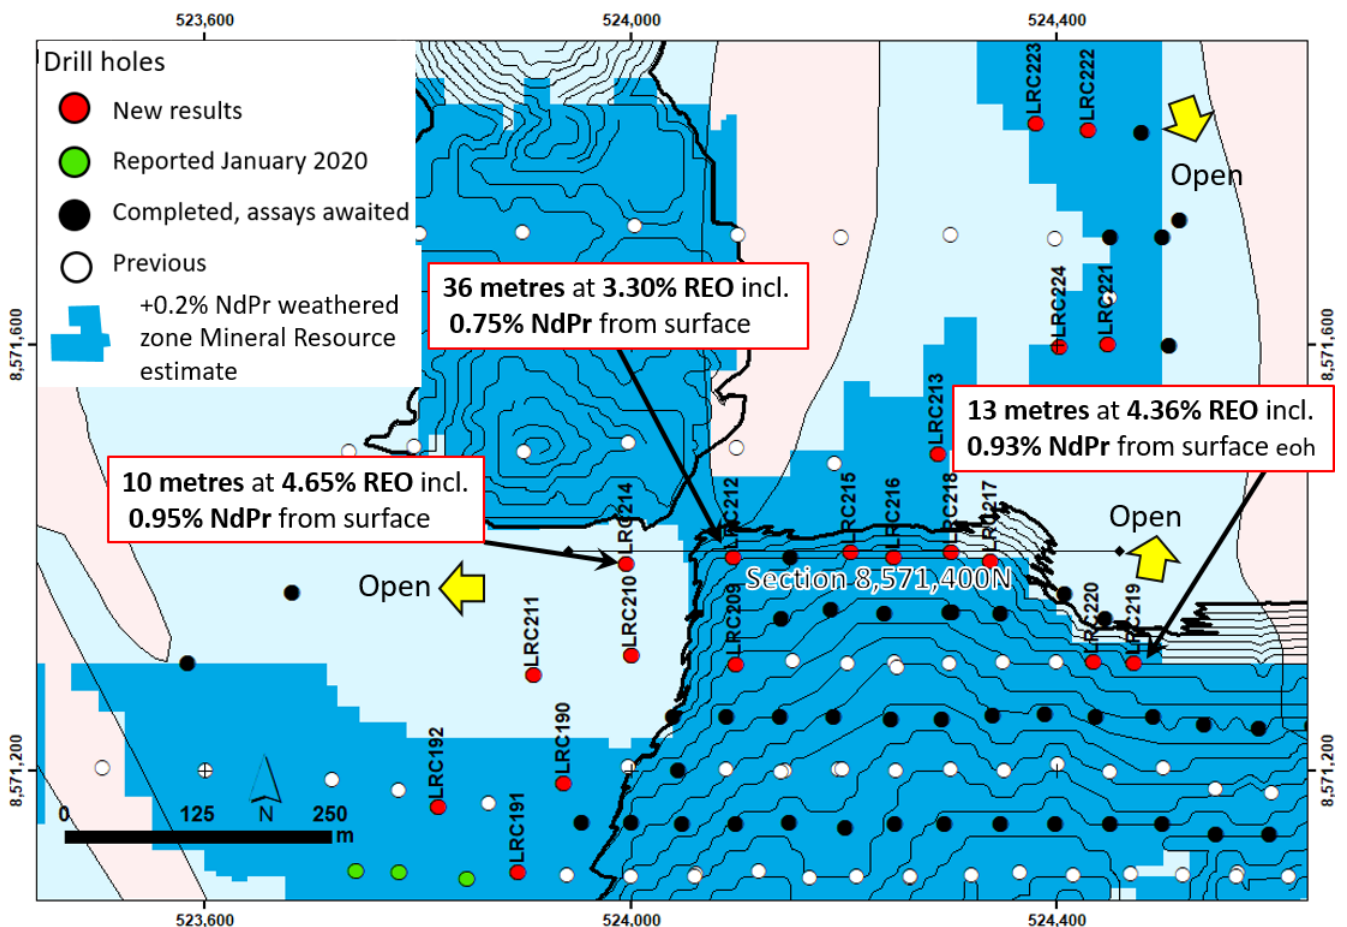 523,600
524,000
524,400
Drill holes
New results
Reported January 2020
Completed, assays awaited
Previous
+0.2% NdPr weathered
zone Mineral Resource
estimate
LRC223
LRC222
Open
8,571,600
8,571,600
36 metres at 3.30% REO incl.
0.75% NdPr from surface
LRC224
LRC221
LRC213
13 metres at 4.36% REO incl.
0.93% NdPr from surface eoh
10 metres at 4.65% REO incl.
0.95% NdPr from surface
LRC214
LRC212
LRC215
LRC216
LRC218
LRC217
Open
Section 8,571,400N
Open
LRC211
LRC210
LRC209
LRC220
LRC219
LRC192
LRC190
LRC191
8,571,200
8,571,200
0 125 250
N
m
523,600
524,000
524,400